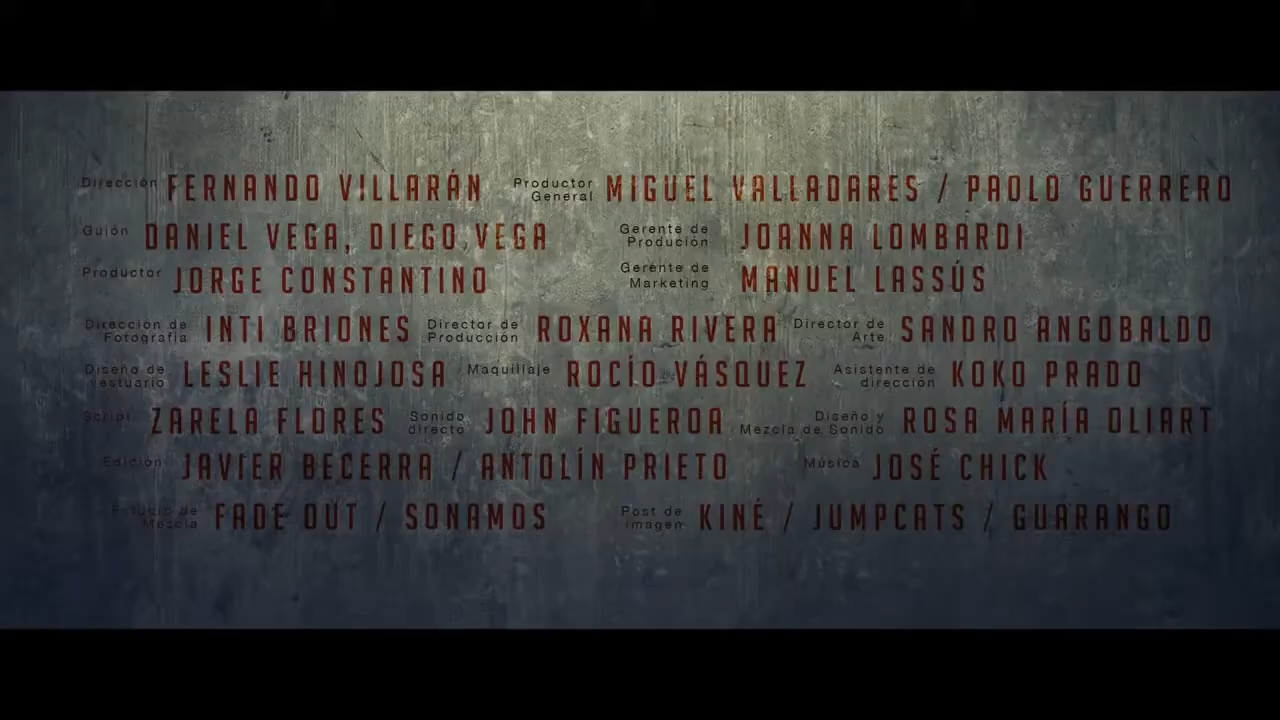 Dirección FERNANDO VILLARÁN Productor General MIGUEL VALLADARES / PAOLO GUERRERO
Guión DANIEL VEGA, DIEGO VEGA Gerente de Produción JOANNA LOMBARDI
Productor JORGE CONSTANTINO Gerente de Marketing MANUEL LASSÚS
Dirección de Fotografía INTI BRIONES Director de Producción ROXANA RIVERA Director de Arte SANDRO ANGOBALDO
Diseño de vestuario LESLIE HINOJOSA Maquillaje ROCÍO VÁSQUEZ Asistente de dirección KOKO PRADO
Script ZARELA FLORES Sonido directo JOHN FIGUEROA Diseño y Mezcla de Sonido ROSA MARÍA OLIART
Edición JAVIER BECERRA / ANTOLÍN PRIETO Música JOSÉ CHICK
Estudio de Mezcla FADE OUT / SONAMOS Post de imagen KINÉ / JUMPCATS / GUARANGO